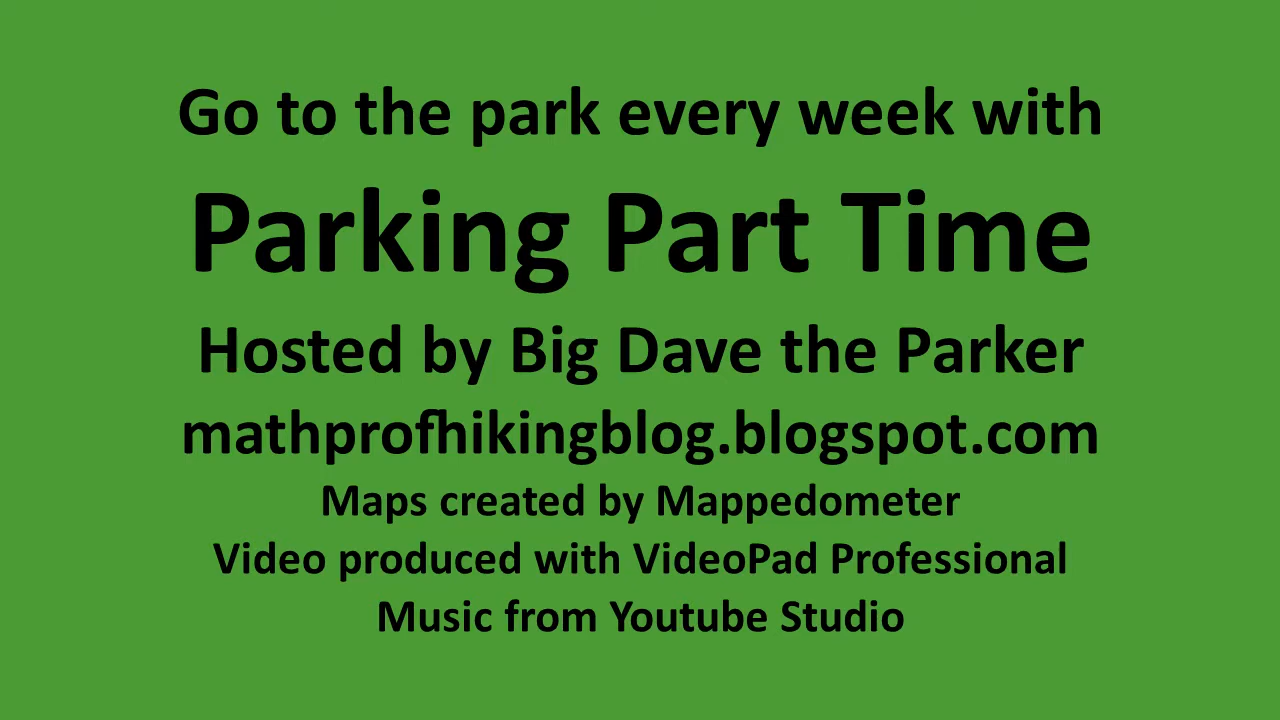 Go to the park every week with
Parking Part Time
Hosted by Big Dave the Parker
mathprofhikingblog.blogspot.com
Maps created by Mappedometer
Video produced with VideoPad Professional
Music from Youtube Studio